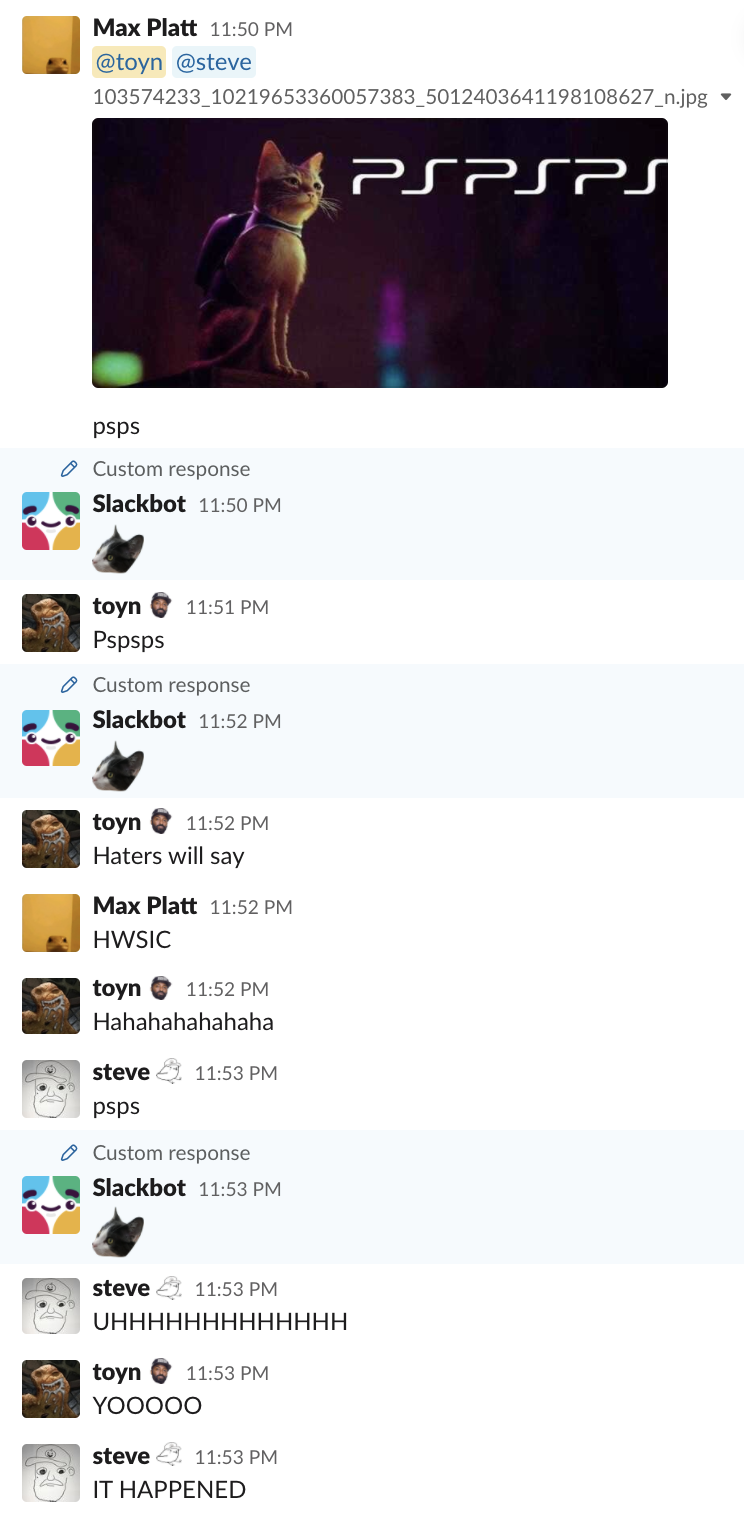 Max Platt 11:50 PM
@toyn @steve
103574233_10219653360057383_5012403641198108627_n.jpg
PSPSPS
psps
Custom response
Slackbot 11:50 PM
toyn 11:51 PM
Pspsps
Custom response
Slackbot 11:52 PM
toyn 11:52 PM
Haters will say
Max Platt 11:52 PM
HWSIC
toyn 11:52 PM
Hahahahahahaha
steve 11:53 PM
psps
Custom response
Slackbot 11:53 PM
steve 11:53 PM
UHHHHHHHHHHHHH
toyn 11:53 PM
YOOOOO
steve 11:53 PM
IT HAPPENED